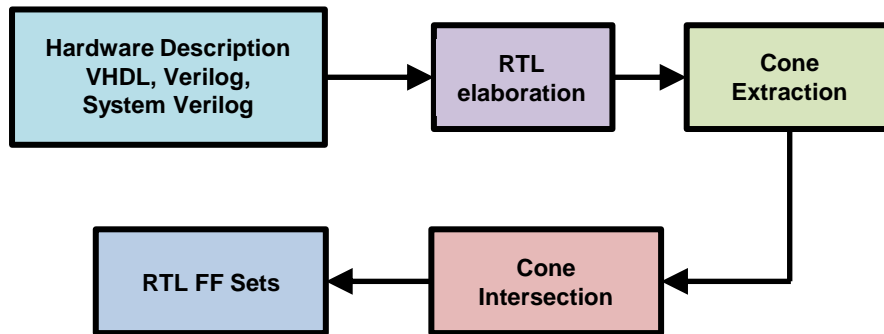 Hardware Description
VHDL, Verilog,
System Verilog
RTL
elaboration
Cone
Extraction
Cone
Intersection
RTL FF Sets